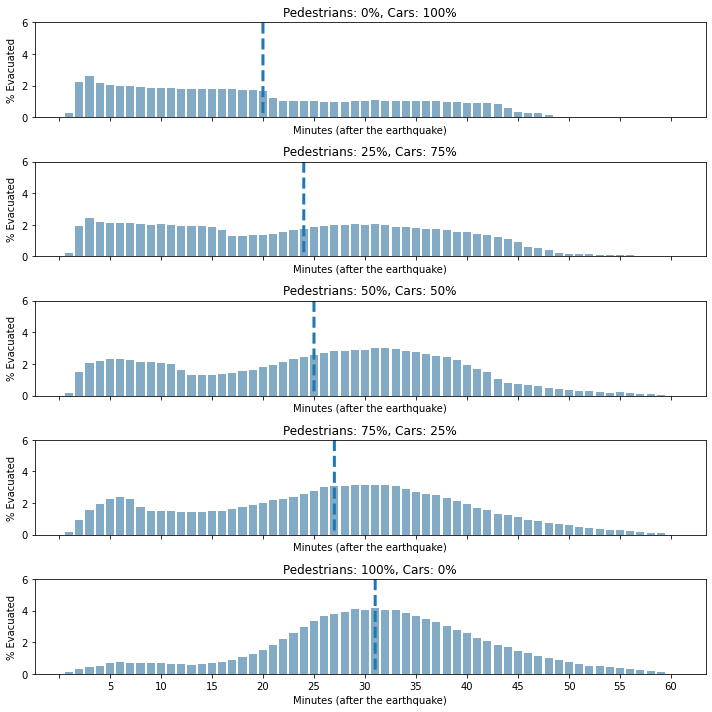 Pedestrians: 0%, Cars: 100%
6
4
2
0
% Evacuated
Minutes (after the earthquake)
Pedestrians: 25%, Cars: 75%
6
4
2
0
% Evacuated
Minutes (after the earthquake)
Pedestrians: 50%, Cars: 50%
6
4
2
0
% Evacuated
Minutes (after the earthquake)
Pedestrians: 75%, Cars: 25%
6
4
2
0
% Evacuated
Minutes (after the earthquake)
Pedestrians: 100%, Cars: 0%
6
4
2
0
% Evacuated
5 10 15 20 25 30 35 40 45 50 55 60
Minutes (after the earthquake)